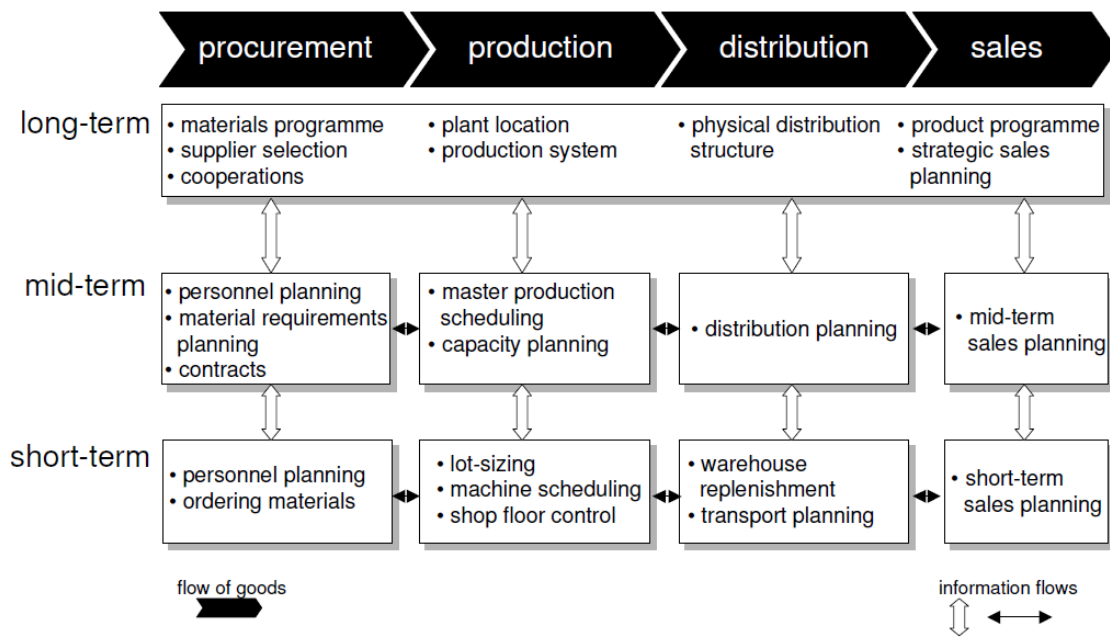 procurement
production
distribution
sales
long-term
• materials programme
• supplier selection
• cooperations
• plant location
• production system
• physical distribution
structure
• product programme
• strategic sales
planning
mid-term
• personnel planning
• material requirements
planning
• contracts
• master production
scheduling
• capacity planning
• distribution planning
• mid-term
sales planning
short-term
• personnel planning
• ordering materials
• lot-sizing
• machine scheduling
• shop floor control
• warehouse
replenishment
• transport planning
• short-term
sales planning
flow of goods
information flows